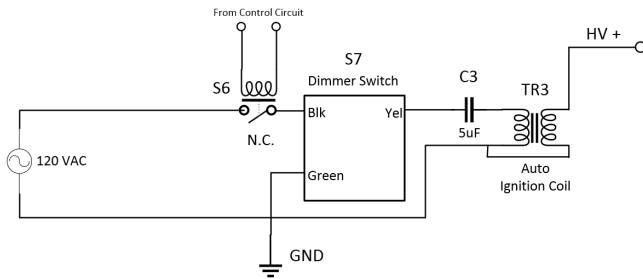 From Control Circuit
HV +
S7
S6
Dimmer Switch
C3
TR3
Blk
Yel
N.C.
5uF
120 VAC
Green
Auto
Ignition Coil
GND